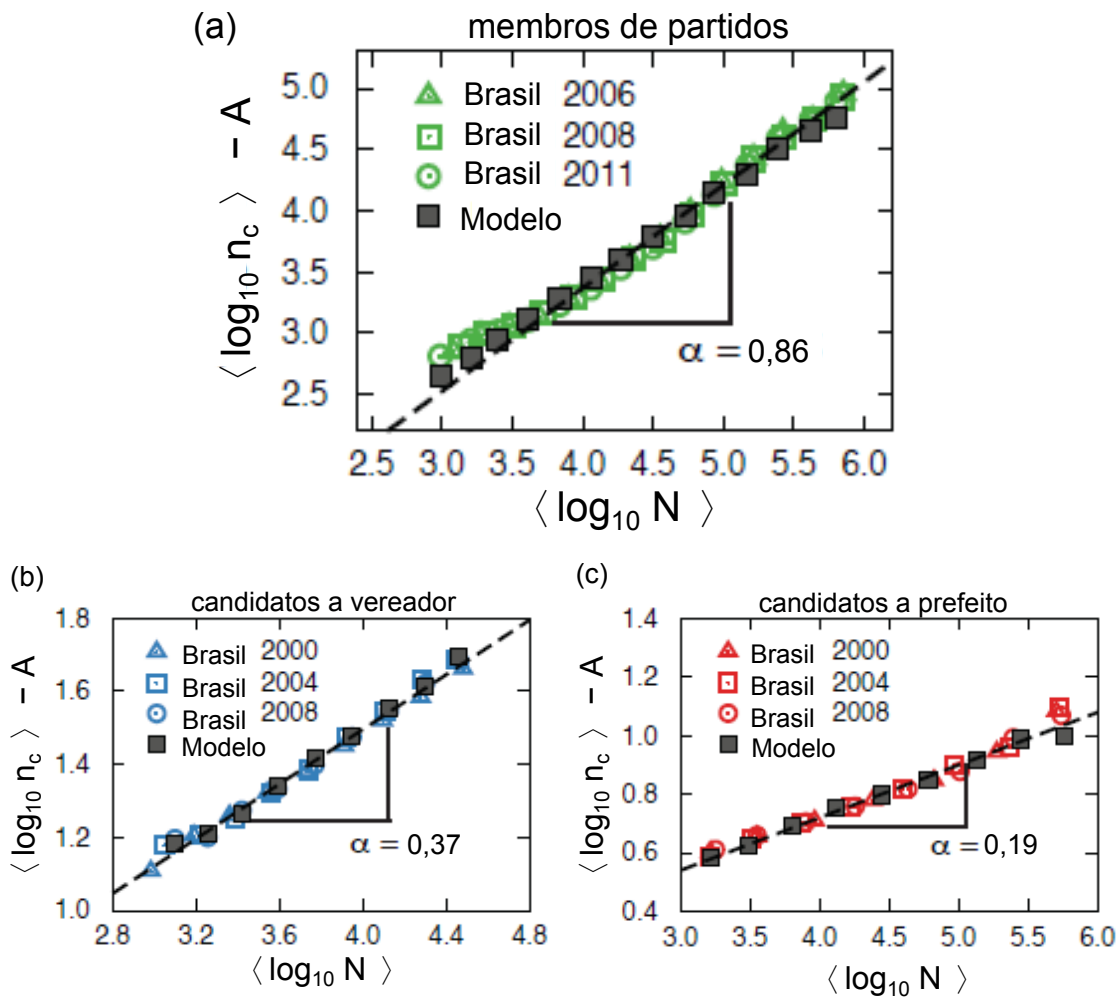 (a)
membros de partidos
Brasil 2006
Brasil 2008
Brasil 2011
Modelo
α = 0,86
⟨ log₁₀ n_c ⟩ − A
5.0
4.5
4.0
3.5
3.0
2.5
2.5 3.0 3.5 4.0 4.5 5.0 5.5 6.0
⟨ log₁₀ N ⟩
(b)
candidatos a vereador
Brasil 2000
Brasil 2004
Brasil 2008
Modelo
α = 0,37
⟨ log₁₀ n_c ⟩ − A
1.8
1.6
1.4
1.2
1.0
2.8 3.2 3.6 4.0 4.4 4.8
⟨ log₁₀ N ⟩
(c)
candidatos a prefeito
Brasil 2000
Brasil 2004
Brasil 2008
Modelo
α = 0,19
⟨ log₁₀ n_c ⟩ − A
1.4
1.2
1.0
0.8
0.6
0.4
3.0 3.5 4.0 4.5 5.0 5.5 6.0
⟨ log₁₀ N ⟩